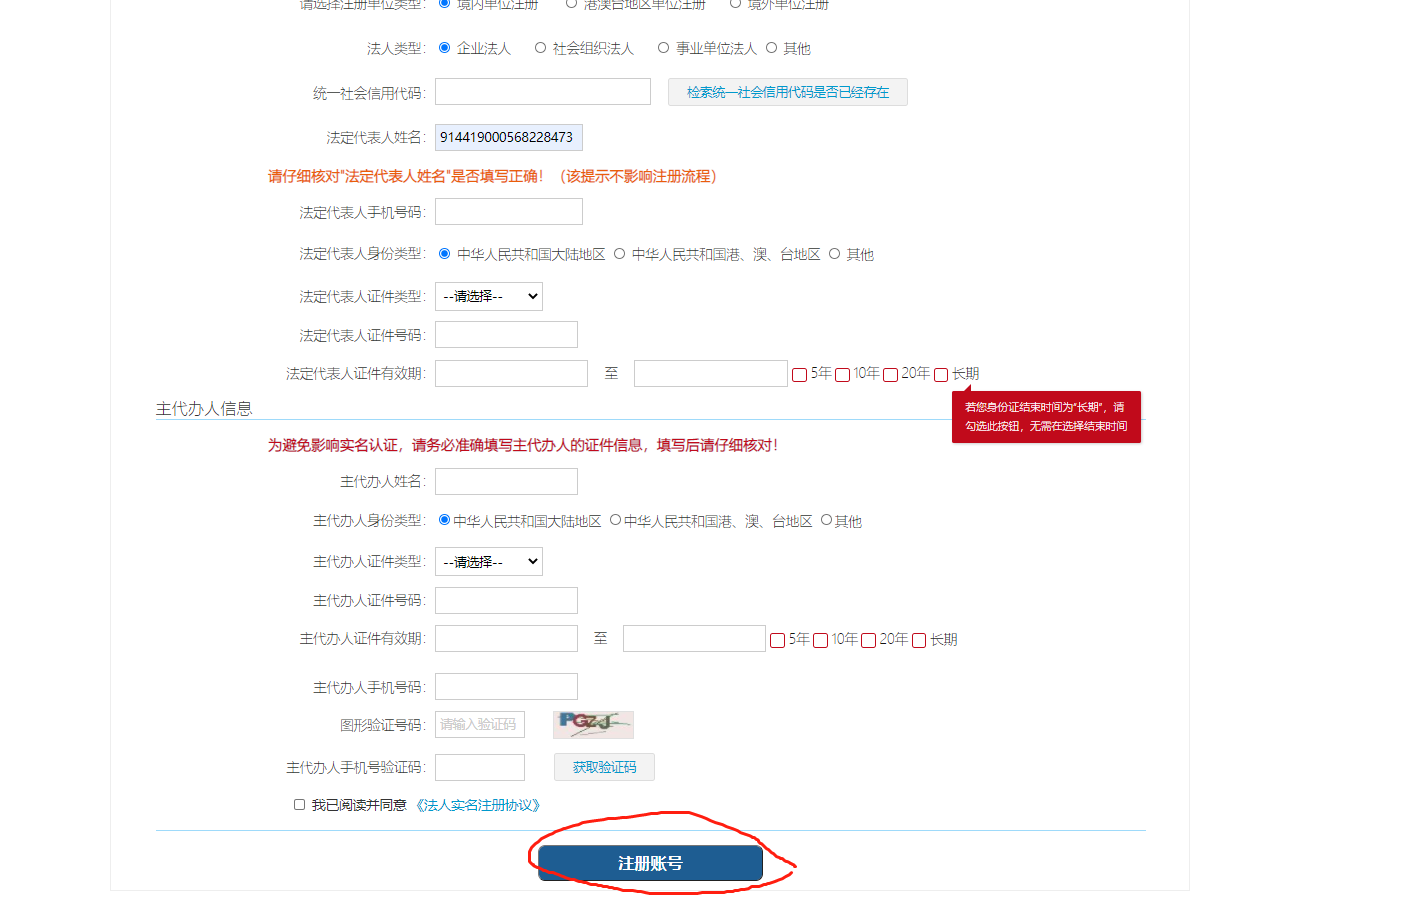 请选择注册单位类型： 境内单位注册 港澳台地区单位注册 境外单位注册
法人类型： 企业法人 社会组织法人 事业单位法人 其他
统一社会信用代码： 检索统一社会信用代码是否已经存在
法定代表人姓名： 914419000568228473
请仔细核对"法定代表人姓名"是否填写正确！（该提示不影响注册流程）
法定代表人手机号码：
法定代表人身份类型： 中华人民共和国大陆地区 中华人民共和国港、澳、台地区 其他
法定代表人证件类型： --请选择--
法定代表人证件号码：
法定代表人证件有效期： 至 5年 10年 20年 长期
若您身份证结束时间为“长期”，请
勾选此按钮，无需在选择结束时间
主代办人信息
为避免影响实名认证，请务必准确填写主代办人的证件信息，填写后请仔细核对！
主代办人姓名：
主代办人身份类型： 中华人民共和国大陆地区 中华人民共和国港、澳、台地区 其他
主代办人证件类型： --请选择--
主代办人证件号码：
主代办人证件有效期： 至 5年 10年 20年 长期
主代办人手机号码：
图形验证号码： 请输入验证码 PGZJ
主代办人手机号验证码： 获取验证码
我已阅读并同意 《法人实名注册协议》
注册账号